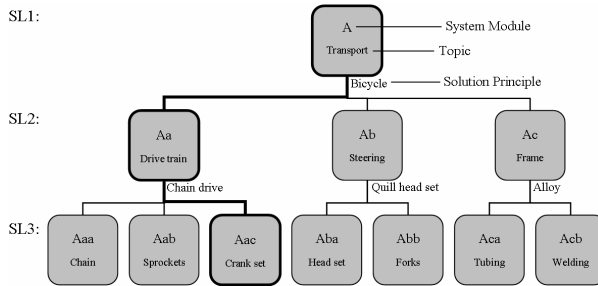 SL1:
A
System Module
Transport
Topic
Bicycle
Solution Principle
SL2:
Aa
Ab
Ac
Drive train
Steering
Frame
Chain drive
Quill head set
Alloy
SL3:
Aaa
Aab
Aac
Aba
Abb
Aca
Acb
Chain
Sprockets
Crank set
Head set
Forks
Tubing
Welding